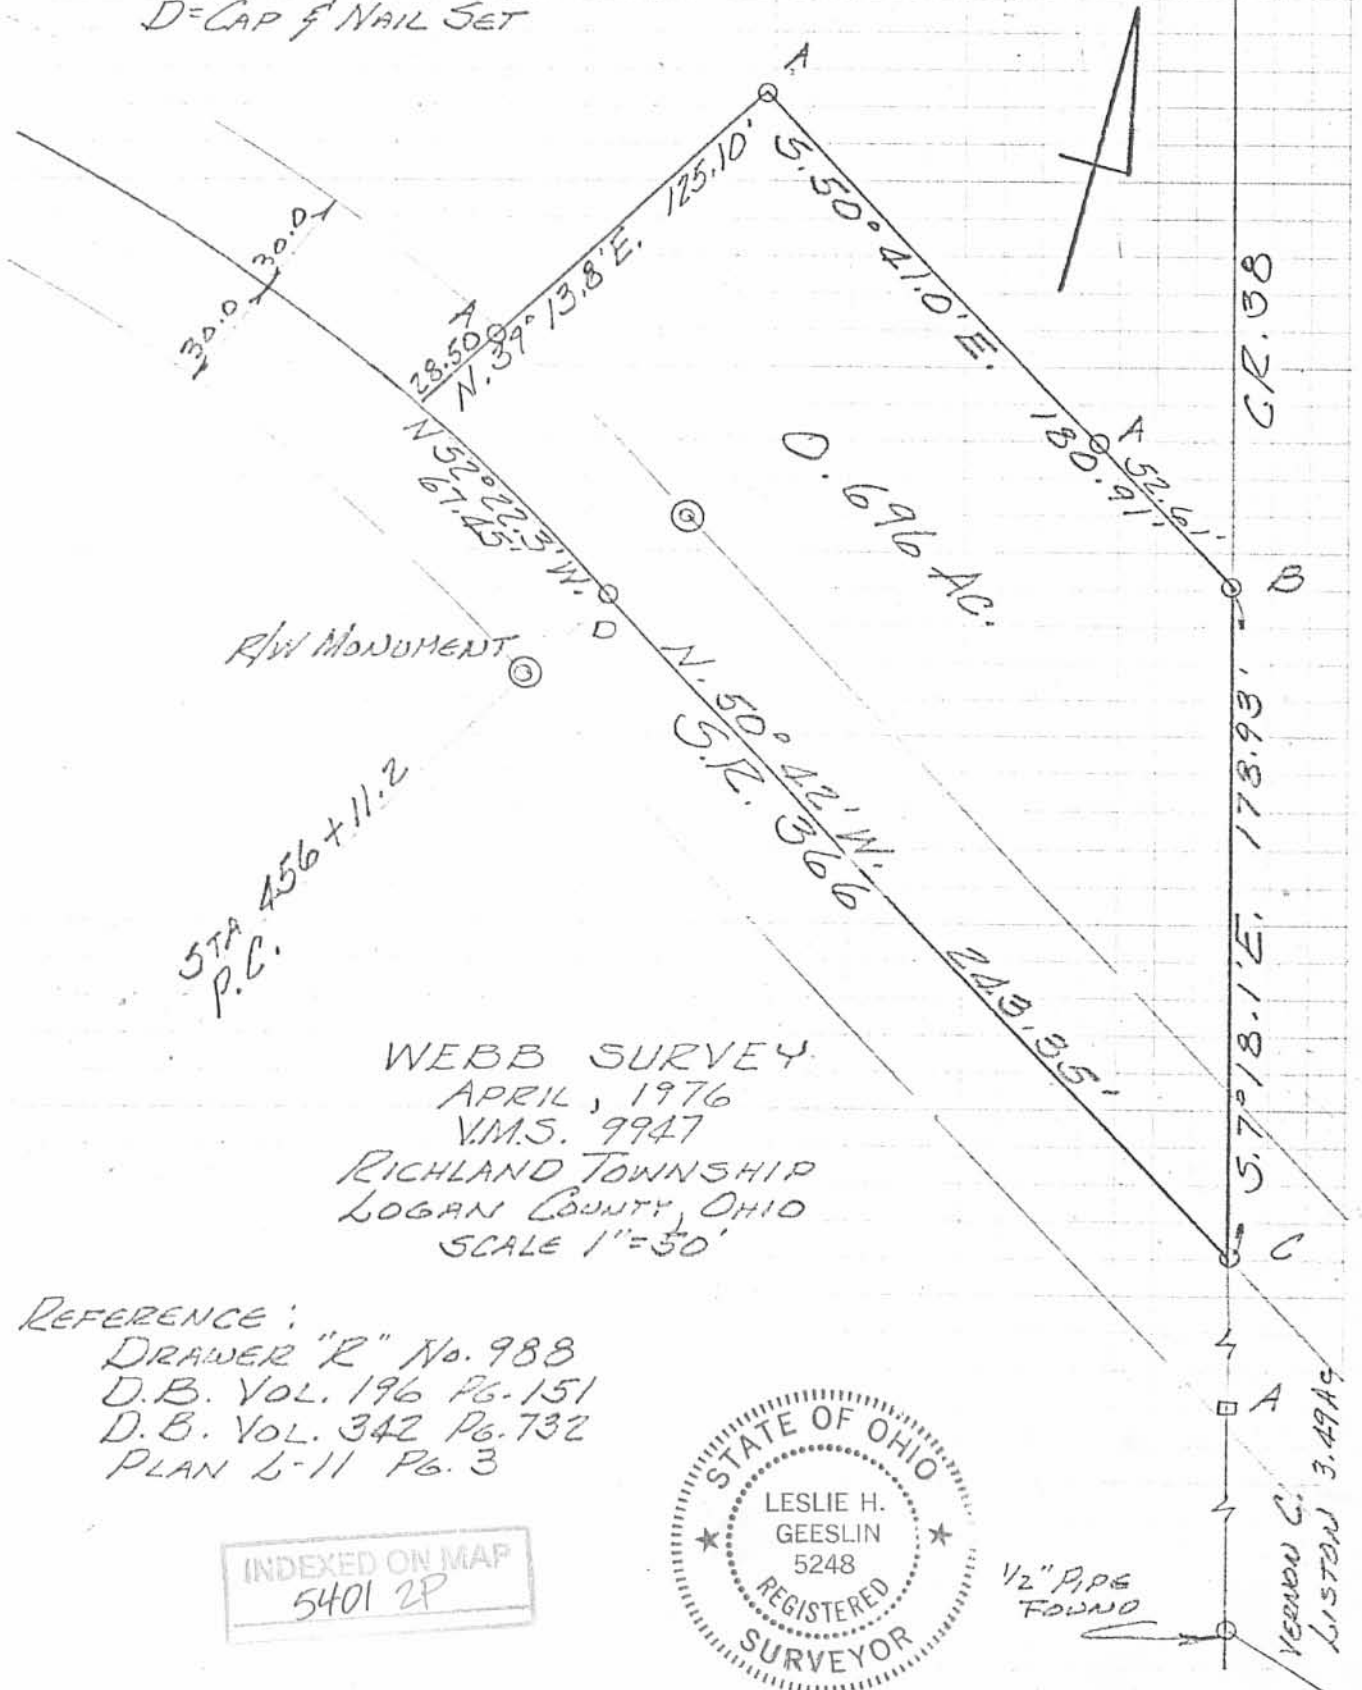 D=CAP & NAIL SET
A
S. 50° 41.0' E.
180.91'
125.10'
N. 39° 13.8' E.
A
28.50
30.0
30.0
C.R. 38
A
52.61'
B
0.696 AC.
N 52° 22.3' W.
67.45'
D
R/W MONUMENT
N. 50° 42' W.
S.R. 366
243.35'
S. 7° 18.1' E. 178.93'
STA 456 + 11.2
P.C.
WEBB SURVEY
APRIL, 1976
V.M.S. 9947
RICHLAND TOWNSHIP
LOGAN COUNTY, OHIO
SCALE 1"=50'
C
REFERENCE:
DRAWER "R" No. 988
D.B. VOL. 196 PG. 151
D.B. VOL. 342 PG. 732
PLAN L-11 PG. 3
A
VERNON C.
LISTON 3.49 Ac
STATE OF OHIO
LESLIE H.
GEESLIN
5248
REGISTERED
SURVEYOR
INDEXED ON MAP
5401 2P
1/2" PIPE
FOUND